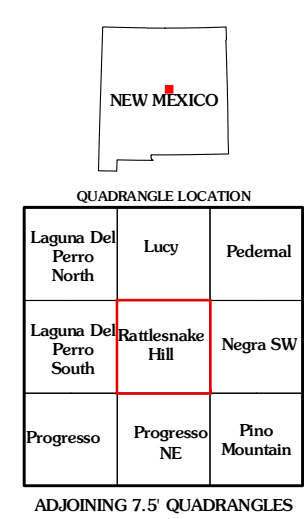 NEW MEXICO
QUADRANGLE LOCATION
Laguna Del
Perro
North
Lucy
Pedernal
Laguna Del
Perro
South
Rattlesnake
Hill
Negra SW
Progresso
Progresso
NE
Pino
Mountain
ADJOINING 7.5' QUADRANGLES